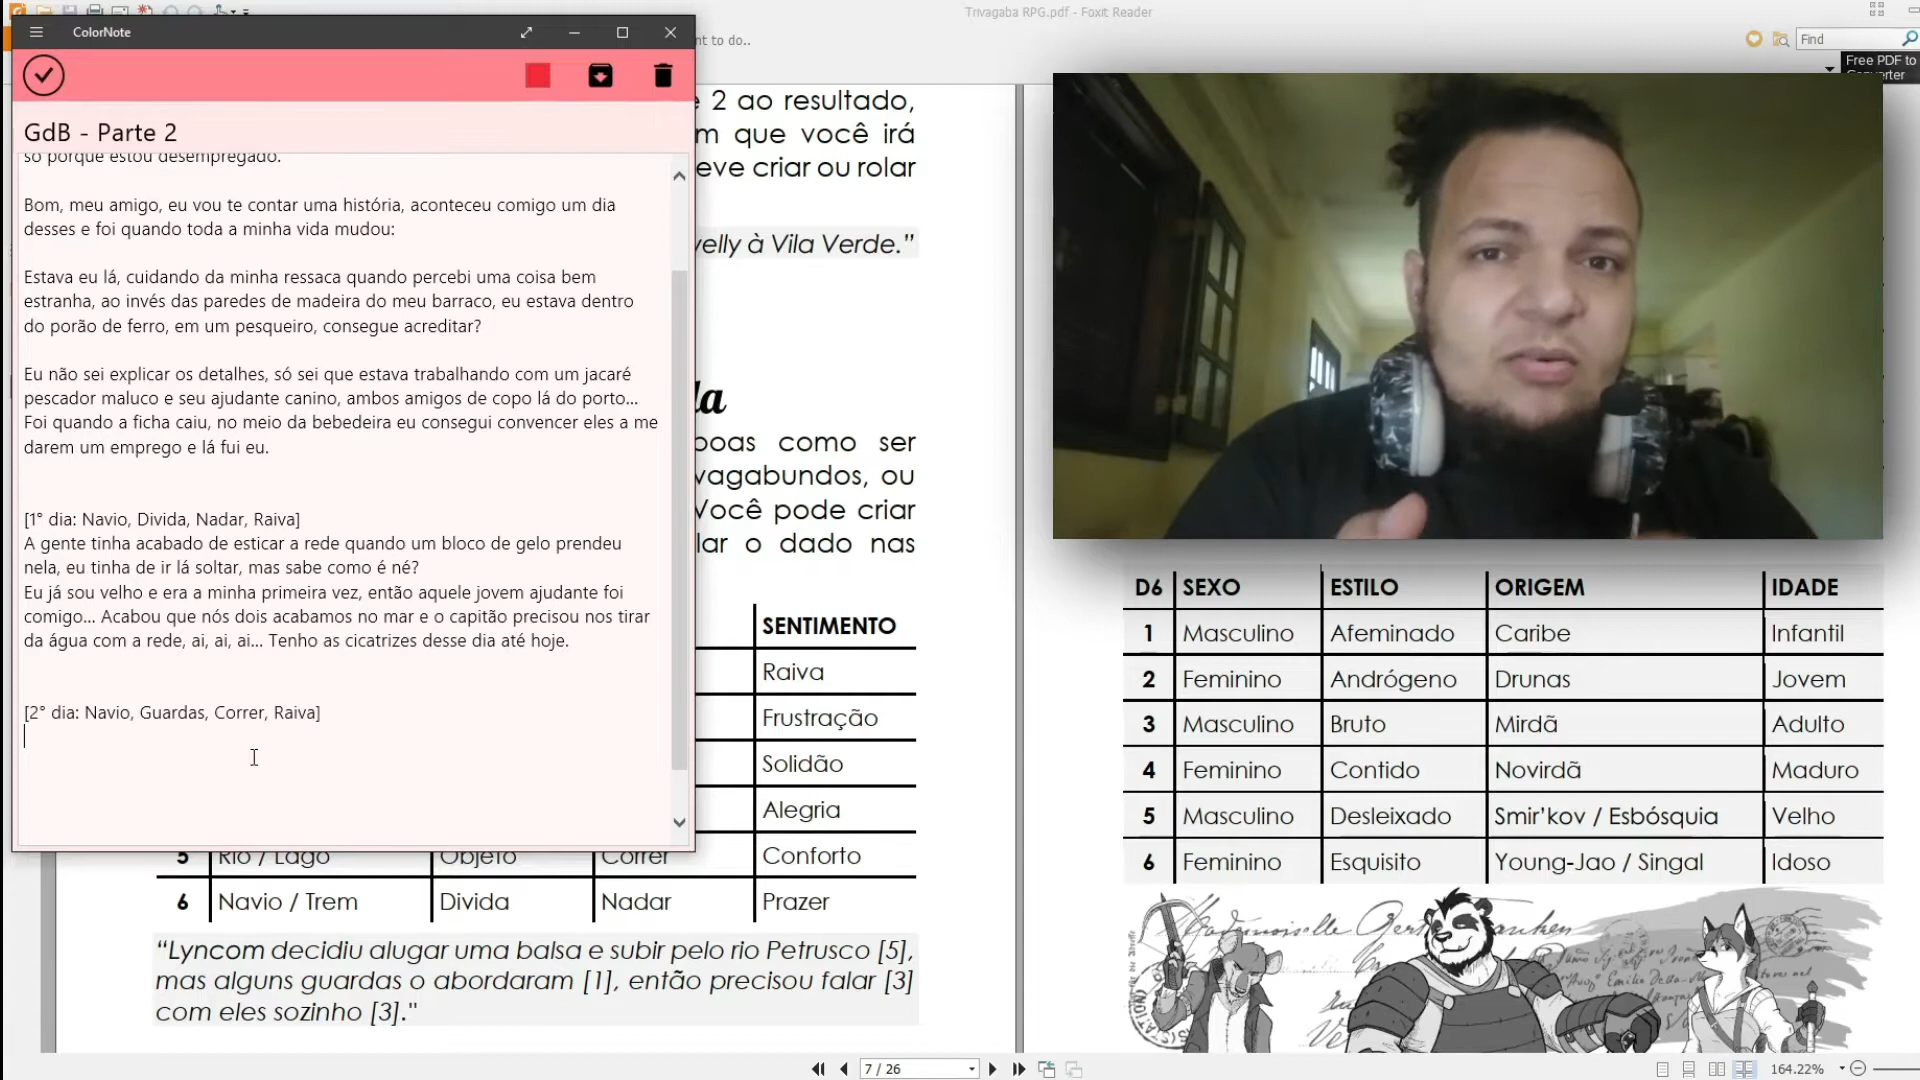 Trivagaba RPG.pdf - Foxit Reader
ColorNote
nt to do..
Find
Free PDF to
GdB - Parte 2
só porque estou desempregado.
Bom, meu amigo, eu vou te contar uma história, aconteceu comigo um dia
desses e foi quando toda a minha vida mudou:
Estava eu lá, cuidando da minha ressaca quando percebi uma coisa bem
estranha, ao invés das paredes de madeira do meu barraco, eu estava dentro
do porão de ferro, em um pesqueiro, consegue acreditar?
Eu não sei explicar os detalhes, só sei que estava trabalhando com um jacaré
pescador maluco e seu ajudante canino, ambos amigos de copo lá do porto...
Foi quando a ficha caiu, no meio da bebedeira eu consegui convencer eles a me
darem um emprego e lá fui eu.
[1° dia: Navio, Divida, Nadar, Raiva]
A gente tinha acabado de esticar a rede quando um bloco de gelo prendeu
nela, eu tinha de ir lá soltar, mas sabe como é né?
Eu já sou velho e era a minha primeira vez, então aquele jovem ajudante foi
comigo... Acabou que nós dois acabamos no mar e o capitão precisou nos tirar
da água com a rede, ai, ai, ai... Tenho as cicatrizes desse dia até hoje.
[2° dia: Navio, Guardas, Correr, Raiva]
e 2 ao resultado,
m que você irá
eve criar ou rolar
velly à Vila Verde.”
da
boas como ser
vagabundos, ou
Você pode criar
lar o dado nas
SENTIMENTO
Raiva
Frustração
Solidão
Alegria
5 Rio / Lago Objeto Correr Conforto
6 Navio / Trem Divida Nadar Prazer
“Lyncom decidiu alugar uma balsa e subir pelo rio Petrusco [5],
mas alguns guardas o abordaram [1], então precisou falar [3]
com eles sozinho [3]."
D6 SEXO ESTILO ORIGEM IDADE
1 Masculino Afeminado Caribe Infantil
2 Feminino Andrógeno Drunas Jovem
3 Masculino Bruto Mirdã Adulto
4 Feminino Contido Novirdã Maduro
5 Masculino Desleixado Smir’kov / Esbósquia Velho
6 Feminino Esquisito Young-Jao / Singal Idoso
7 / 26
164.22%